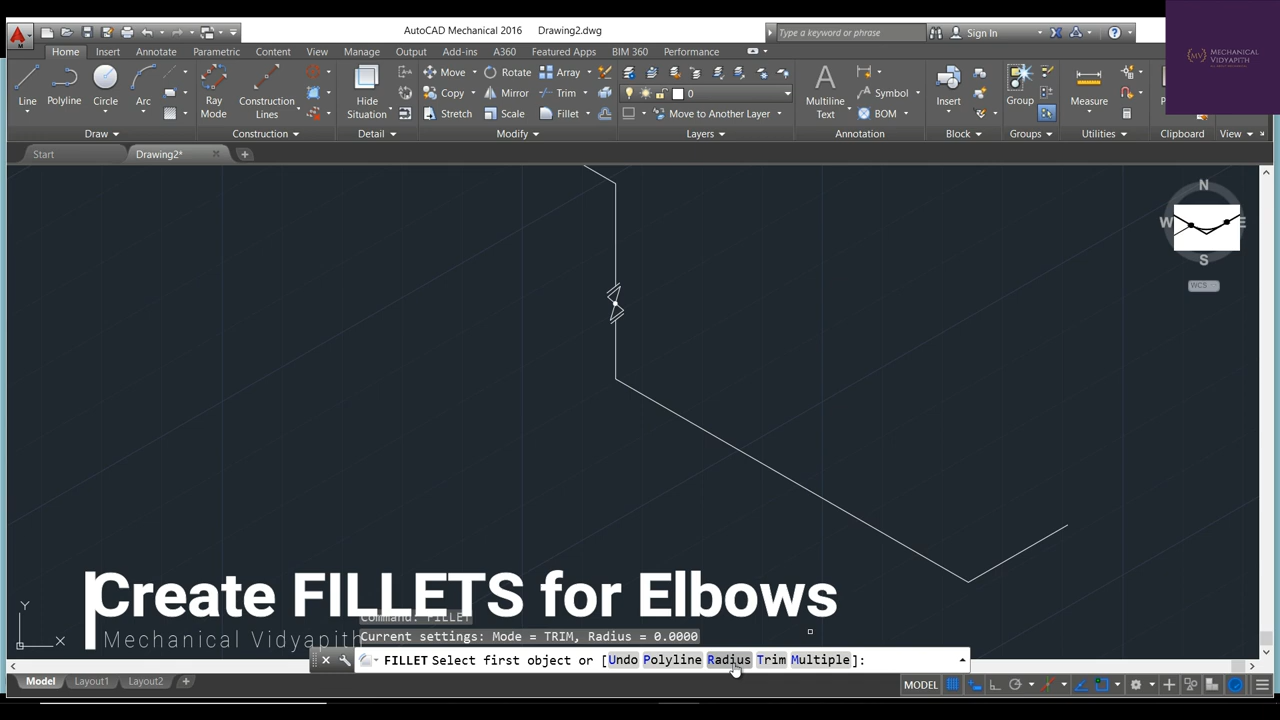 AutoCAD Mechanical 2016 Drawing2.dwg
Type a keyword or phrase
Sign In
MV
MECHANICAL
VIDYAPITH
M
Home Insert Annotate Parametric Content View Manage Output Add-ins A360 Featured Apps BIM 360 Performance
Line Polyline Circle Arc
Ray
Mode
Construction
Lines
Hide
Situation
Move Rotate Array
Copy Mirror Trim
Stretch Scale Fillet
0
Move to Another Layer
Multiline
Text
Symbol
BOM
Insert
Group
Measure
Draw Construction Detail Modify Layers Annotation Block Groups Utilities Clipboard View
Start Drawing2*
N
W E
S
WCS
Create FILLETS for Elbows
Mechanical Vidyapith
Y
X
Command: FILLET
Current settings: Mode = TRIM, Radius = 0.0000
FILLET Select first object or [Undo Polyline Radius Trim Multiple]:
Model Layout1 Layout2 +
MODEL